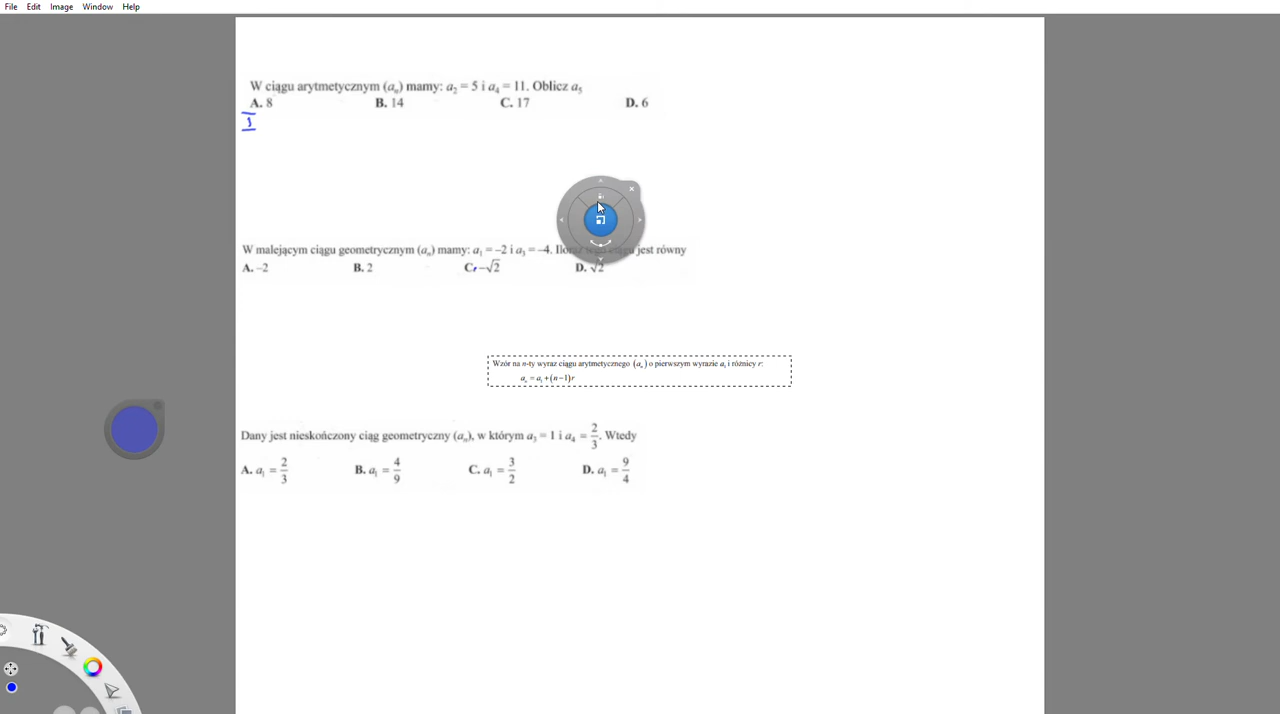 File Edit Image Window Help
W ciągu arytmetycznym (aₙ) mamy: a₂ = 5 i a₄ = 11. Oblicz a₅
A. 8 B. 14 C. 17 D. 6
W malejącym ciągu geometrycznym (aₙ) mamy: a₁ = −2 i a₃ = −4. jest równy
A. −2 B. 2 C. −√2 D. √2
Wzór na n-ty wyraz ciągu arytmetycznego (aₙ) o pierwszym wyrazie a₁ i różnicy r:
aₙ = a₁ + (n−1)r
Dany jest nieskończony ciąg geometryczny (aₙ), w którym a₃ = 1 i a₄ = 2/3. Wtedy
A. a₁ = 2/3 B. a₁ = 4/9 C. a₁ = 3/2 D. a₁ = 9/4